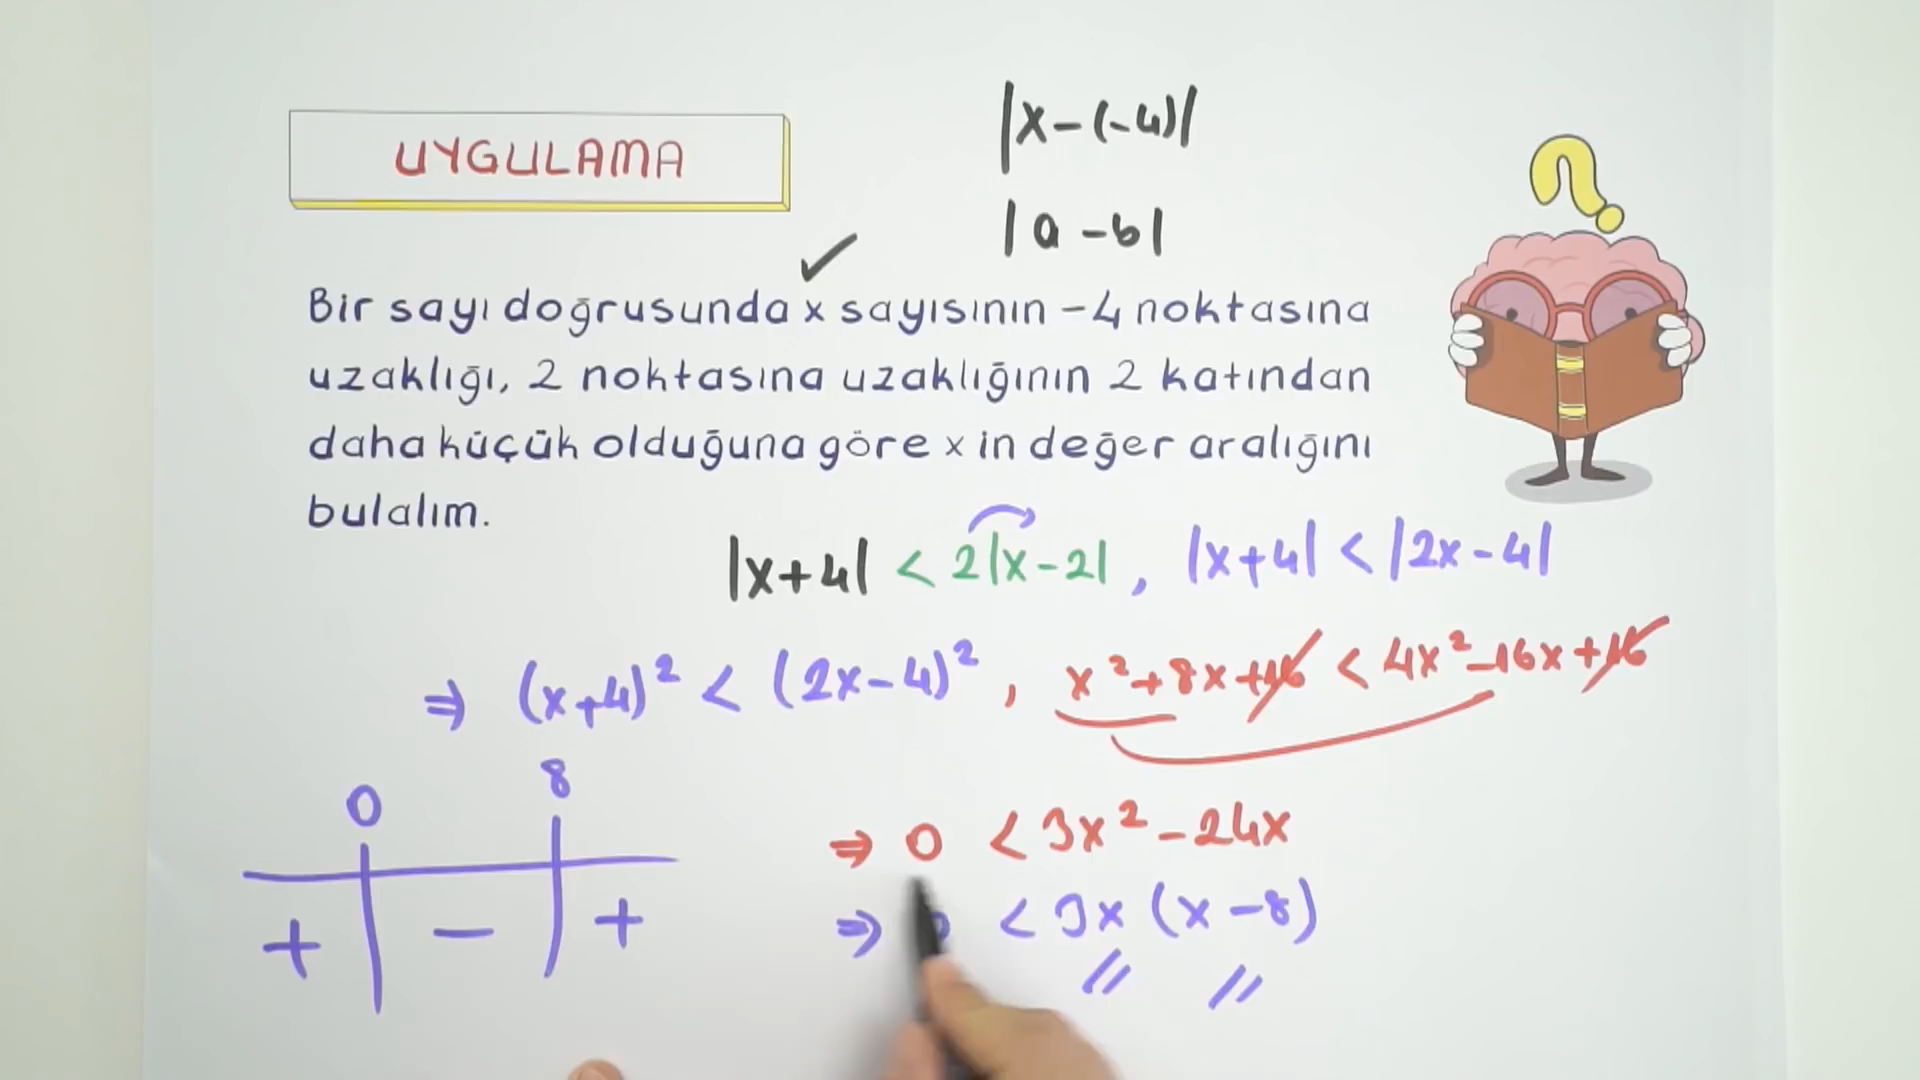 |x-(-4)|
UYGULAMA
|a-b|
Bir sayı doğrusunda x sayısının -4 noktasına
uzaklığı, 2 noktasına uzaklığının 2 katından
daha küçük olduğuna göre x in değer aralığını
bulalım.
|x+4| < 2|x-2|, |x+4| < |2x-4|
⇒ (x+4)² < (2x-4)², x²+8x+16 < 4x²-16x+16
0 8
⇒ 0 < 3x²-24x
+ - +
⇒ 0 < 3x(x-8)